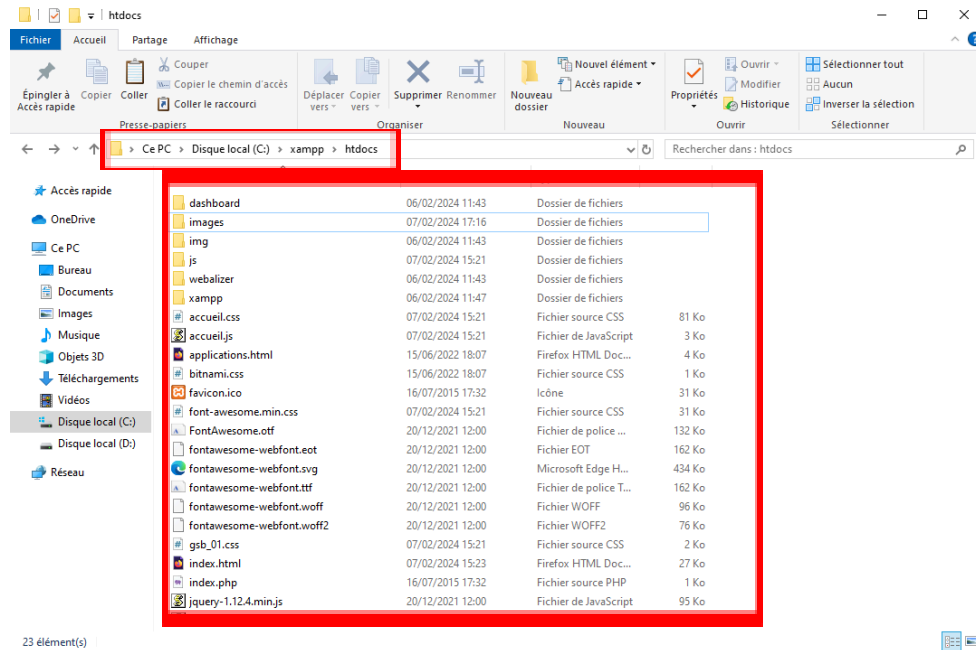 htdocs
Fichier Accueil Partage Affichage
Épingler à Accès rapide
Copier
Coller
Couper
Copier le chemin d'accès
Coller le raccourci
Presse-papiers
Déplacer vers
Copier vers
Supprimer
Renommer
Organiser
Nouveau dossier
Nouvel élément
Accès rapide
Nouveau
Propriétés
Ouvrir
Modifier
Historique
Ouvrir
Sélectionner tout
Aucun
Inverser la sélection
Sélectionner
Ce PC > Disque local (C:) > xampp > htdocs
Rechercher dans : htdocs
Accès rapide
OneDrive
Ce PC
Bureau
Documents
Images
Musique
Objets 3D
Téléchargements
Vidéos
Disque local (C:)
Disque local (D:)
Réseau
dashboard 06/02/2024 11:43 Dossier de fichiers
images 07/02/2024 17:16 Dossier de fichiers
img 06/02/2024 11:43 Dossier de fichiers
js 07/02/2024 15:21 Dossier de fichiers
webalizer 06/02/2024 11:43 Dossier de fichiers
xampp 06/02/2024 11:47 Dossier de fichiers
accueil.css 07/02/2024 15:21 Fichier source CSS 81 Ko
accueil.js 07/02/2024 15:21 Fichier de JavaScript 3 Ko
applications.html 15/06/2022 18:07 Firefox HTML Doc... 4 Ko
bitnami.css 15/06/2022 18:07 Fichier source CSS 1 Ko
favicon.ico 16/07/2015 17:32 Icône 31 Ko
font-awesome.min.css 07/02/2024 15:21 Fichier source CSS 31 Ko
FontAwesome.otf 20/12/2021 12:00 Fichier de police ... 132 Ko
fontawesome-webfont.eot 20/12/2021 12:00 Fichier EOT 162 Ko
fontawesome-webfont.svg 20/12/2021 12:00 Microsoft Edge H... 434 Ko
fontawesome-webfont.ttf 20/12/2021 12:00 Fichier de police T... 162 Ko
fontawesome-webfont.woff 20/12/2021 12:00 Fichier WOFF 96 Ko
fontawesome-webfont.woff2 20/12/2021 12:00 Fichier WOFF2 76 Ko
gsb_01.css 07/02/2024 15:21 Fichier source CSS 2 Ko
index.html 07/02/2024 15:23 Firefox HTML Doc... 27 Ko
index.php 16/07/2015 17:32 Fichier source PHP 1 Ko
jquery-1.12.4.min.js 20/12/2021 12:00 Fichier de JavaScript 95 Ko
23 élément(s)